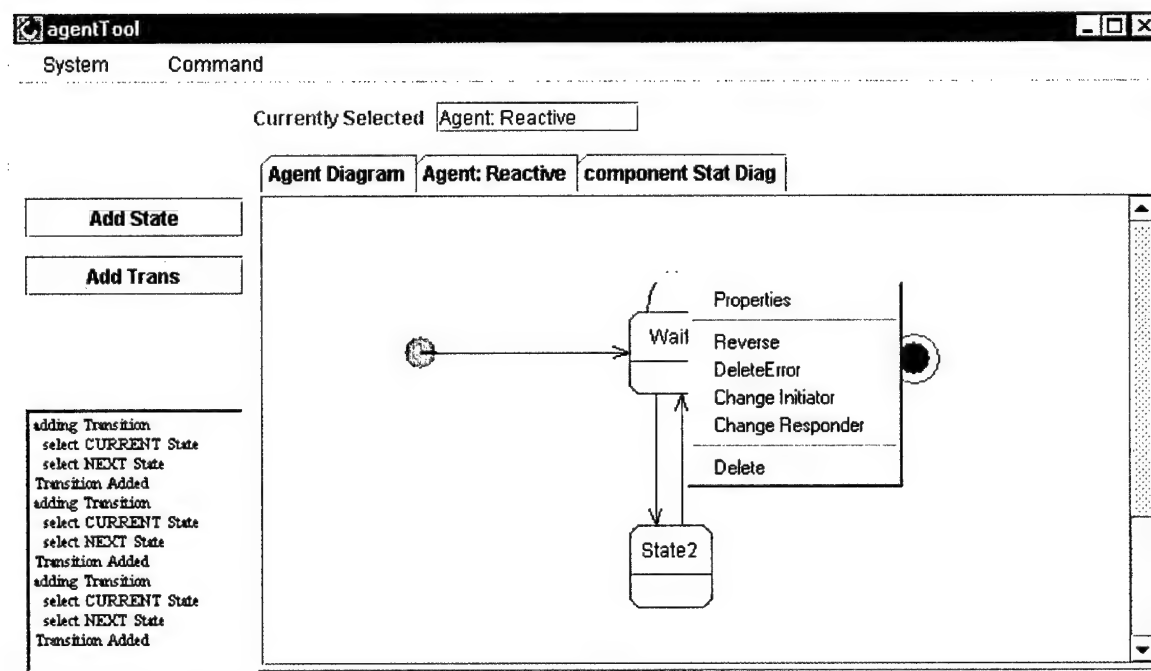 agentTool
System Command
Currently Selected Agent: Reactive
Agent Diagram Agent: Reactive component Stat Diag
Add State
Add Trans
Properties
Wait
Reverse
DeleteError
Change Initiator
Change Responder
Delete
State2
adding Transition
select CURRENT State
select NEXT State
Transition Added
adding Transition
select CURRENT State
select NEXT State
Transition Added
adding Transition
select CURRENT State
select NEXT State
Transition Added